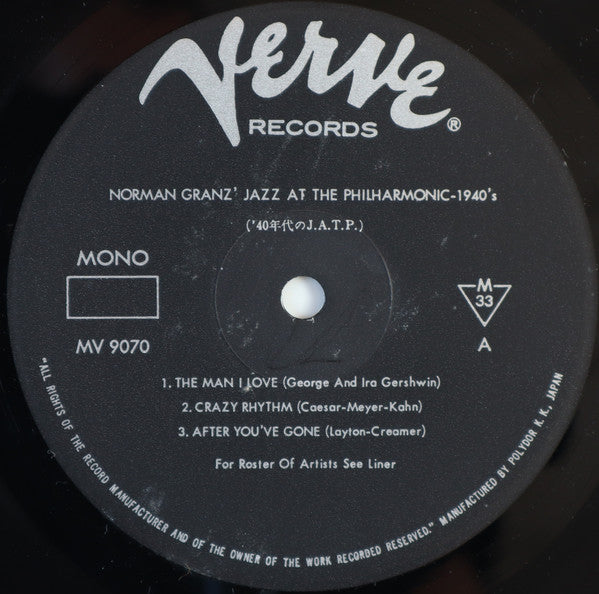 Verve
RECORDS ®
NORMAN GRANZ' JAZZ AT THE PHILHARMONIC-1940's
('40年代のJ.A.T.P.)
MONO
MV 9070
M
33
A
1. THE MAN I LOVE (George And Ira Gershwin)
2. CRAZY RHYTHM (Caesar-Meyer-Kahn)
3. AFTER YOU'VE GONE (Layton-Creamer)
For Roster Of Artists See Liner
"ALL RIGHTS OF THE RECORD MANUFACTURER AND OF THE OWNER OF THE WORK RECORDED RESERVED." MANUFACTURED BY POLYDOR K.K., JAPAN